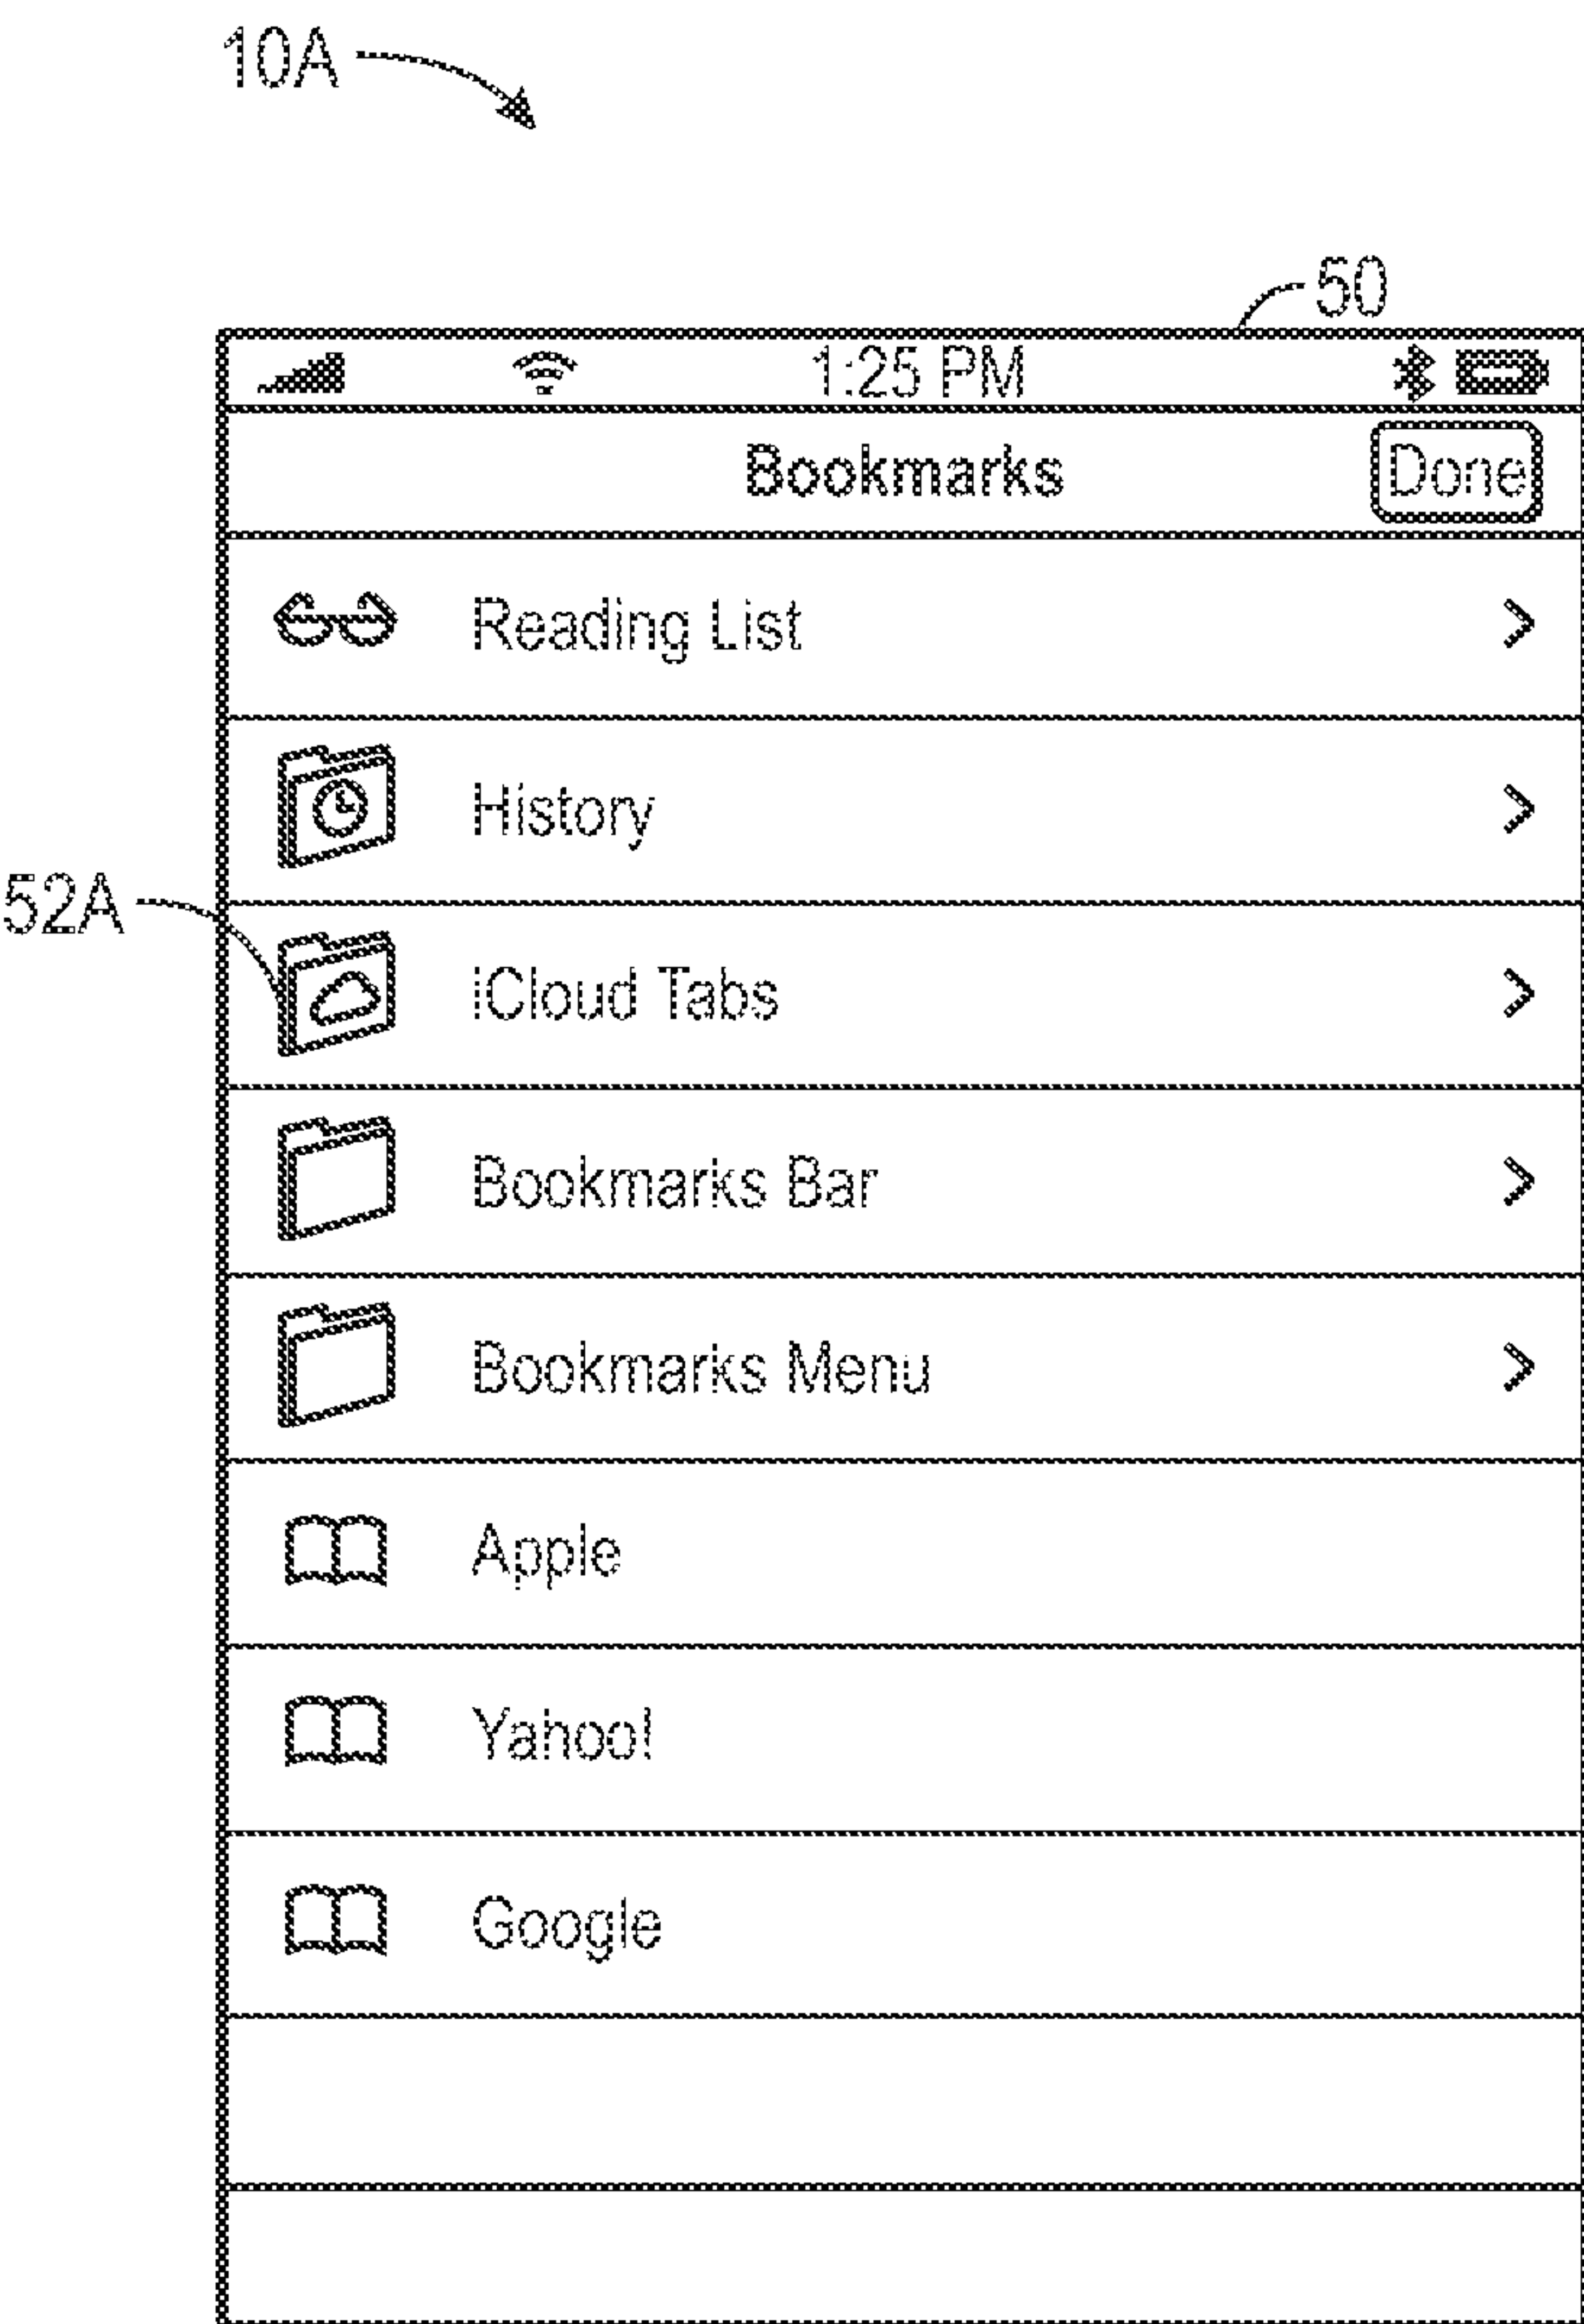 10A
50
1:25 PM
Bookmarks Done
Reading List
History
52A
iCloud Tabs
Bookmarks Bar
Bookmarks Menu
Apple
Yahoo!
Google